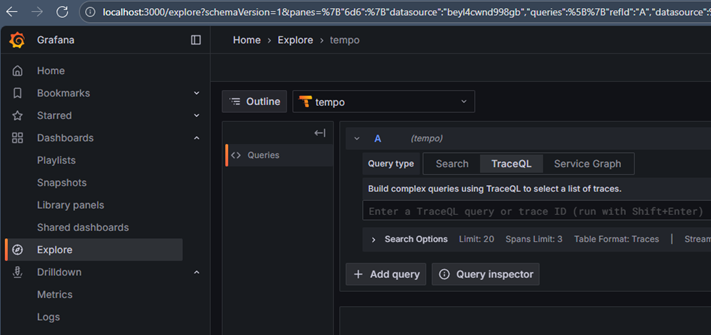 localhost:3000/explore?schemaVersion=1&panes=%7B"6d6":%7B"datasource":"beyl4cwnd998gb","queries":%5B%7B"refId":"A","datasource":%
Grafana
Home
Bookmarks
Starred
Dashboards
Playlists
Snapshots
Library panels
Shared dashboards
Explore
Drilldown
Metrics
Logs
Home > Explore > tempo
Outline
tempo
Queries
A (tempo)
Query type Search TraceQL Service Graph
Build complex queries using TraceQL to select a list of traces.
Enter a TraceQL query or trace ID (run with Shift+Enter)
Search Options Limit: 20 Spans Limit: 3 Table Format: Traces | Stream
+ Add query Query inspector